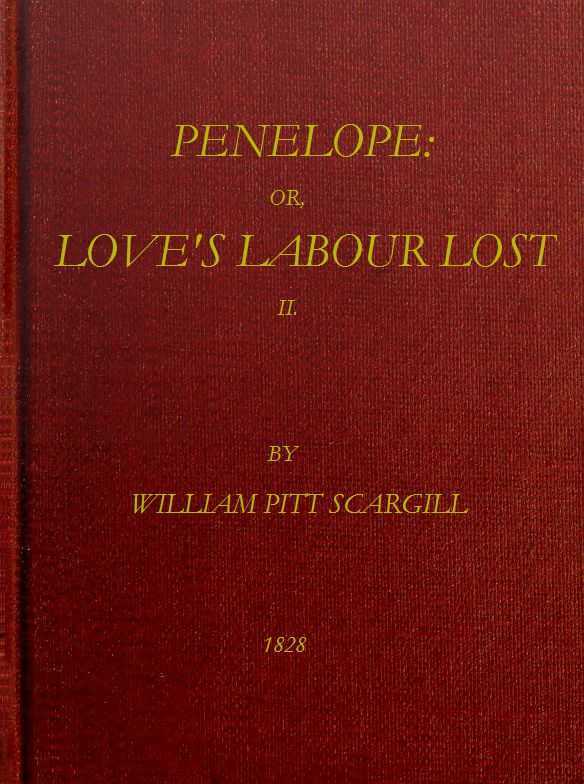 PENELOPE:
OR,
LOVE'S LABOUR LOST
II.
BY
WILLIAM PITT SCARGILL
1828